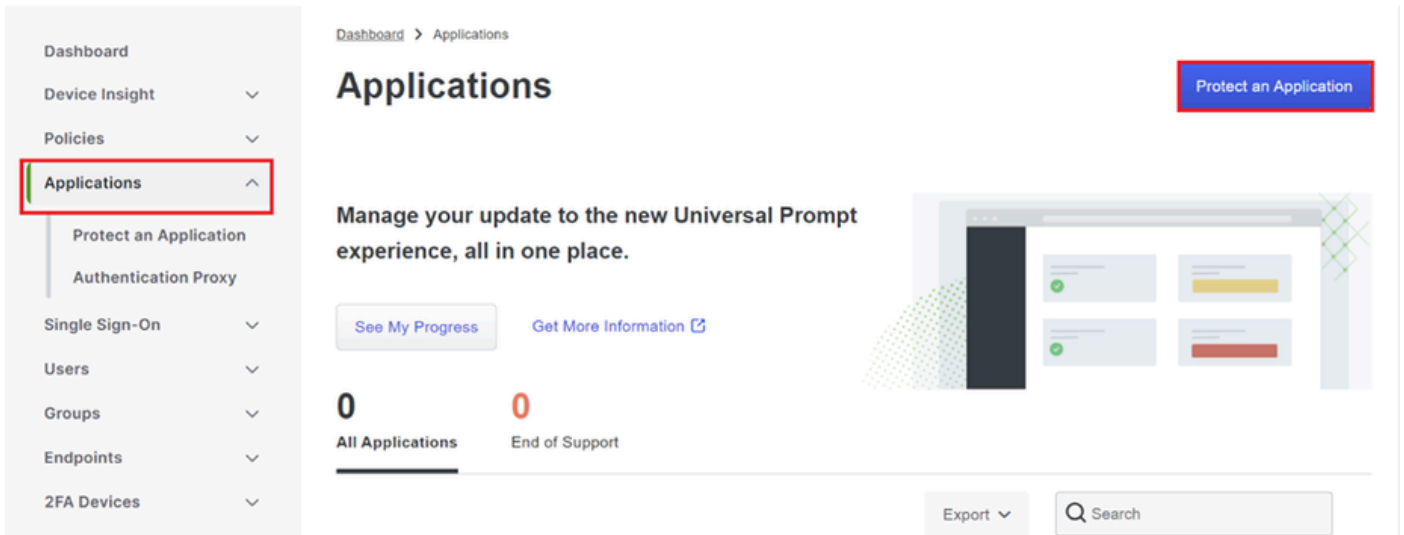 Dashboard
Device Insight
Policies
Applications
Protect an Application
Authentication Proxy
Single Sign-On
Users
Groups
Endpoints
2FA Devices
Dashboard > Applications
Applications
Protect an Application
Manage your update to the new Universal Prompt
experience, all in one place.
See My Progress
Get More Information
0
All Applications
0
End of Support
Export
Search